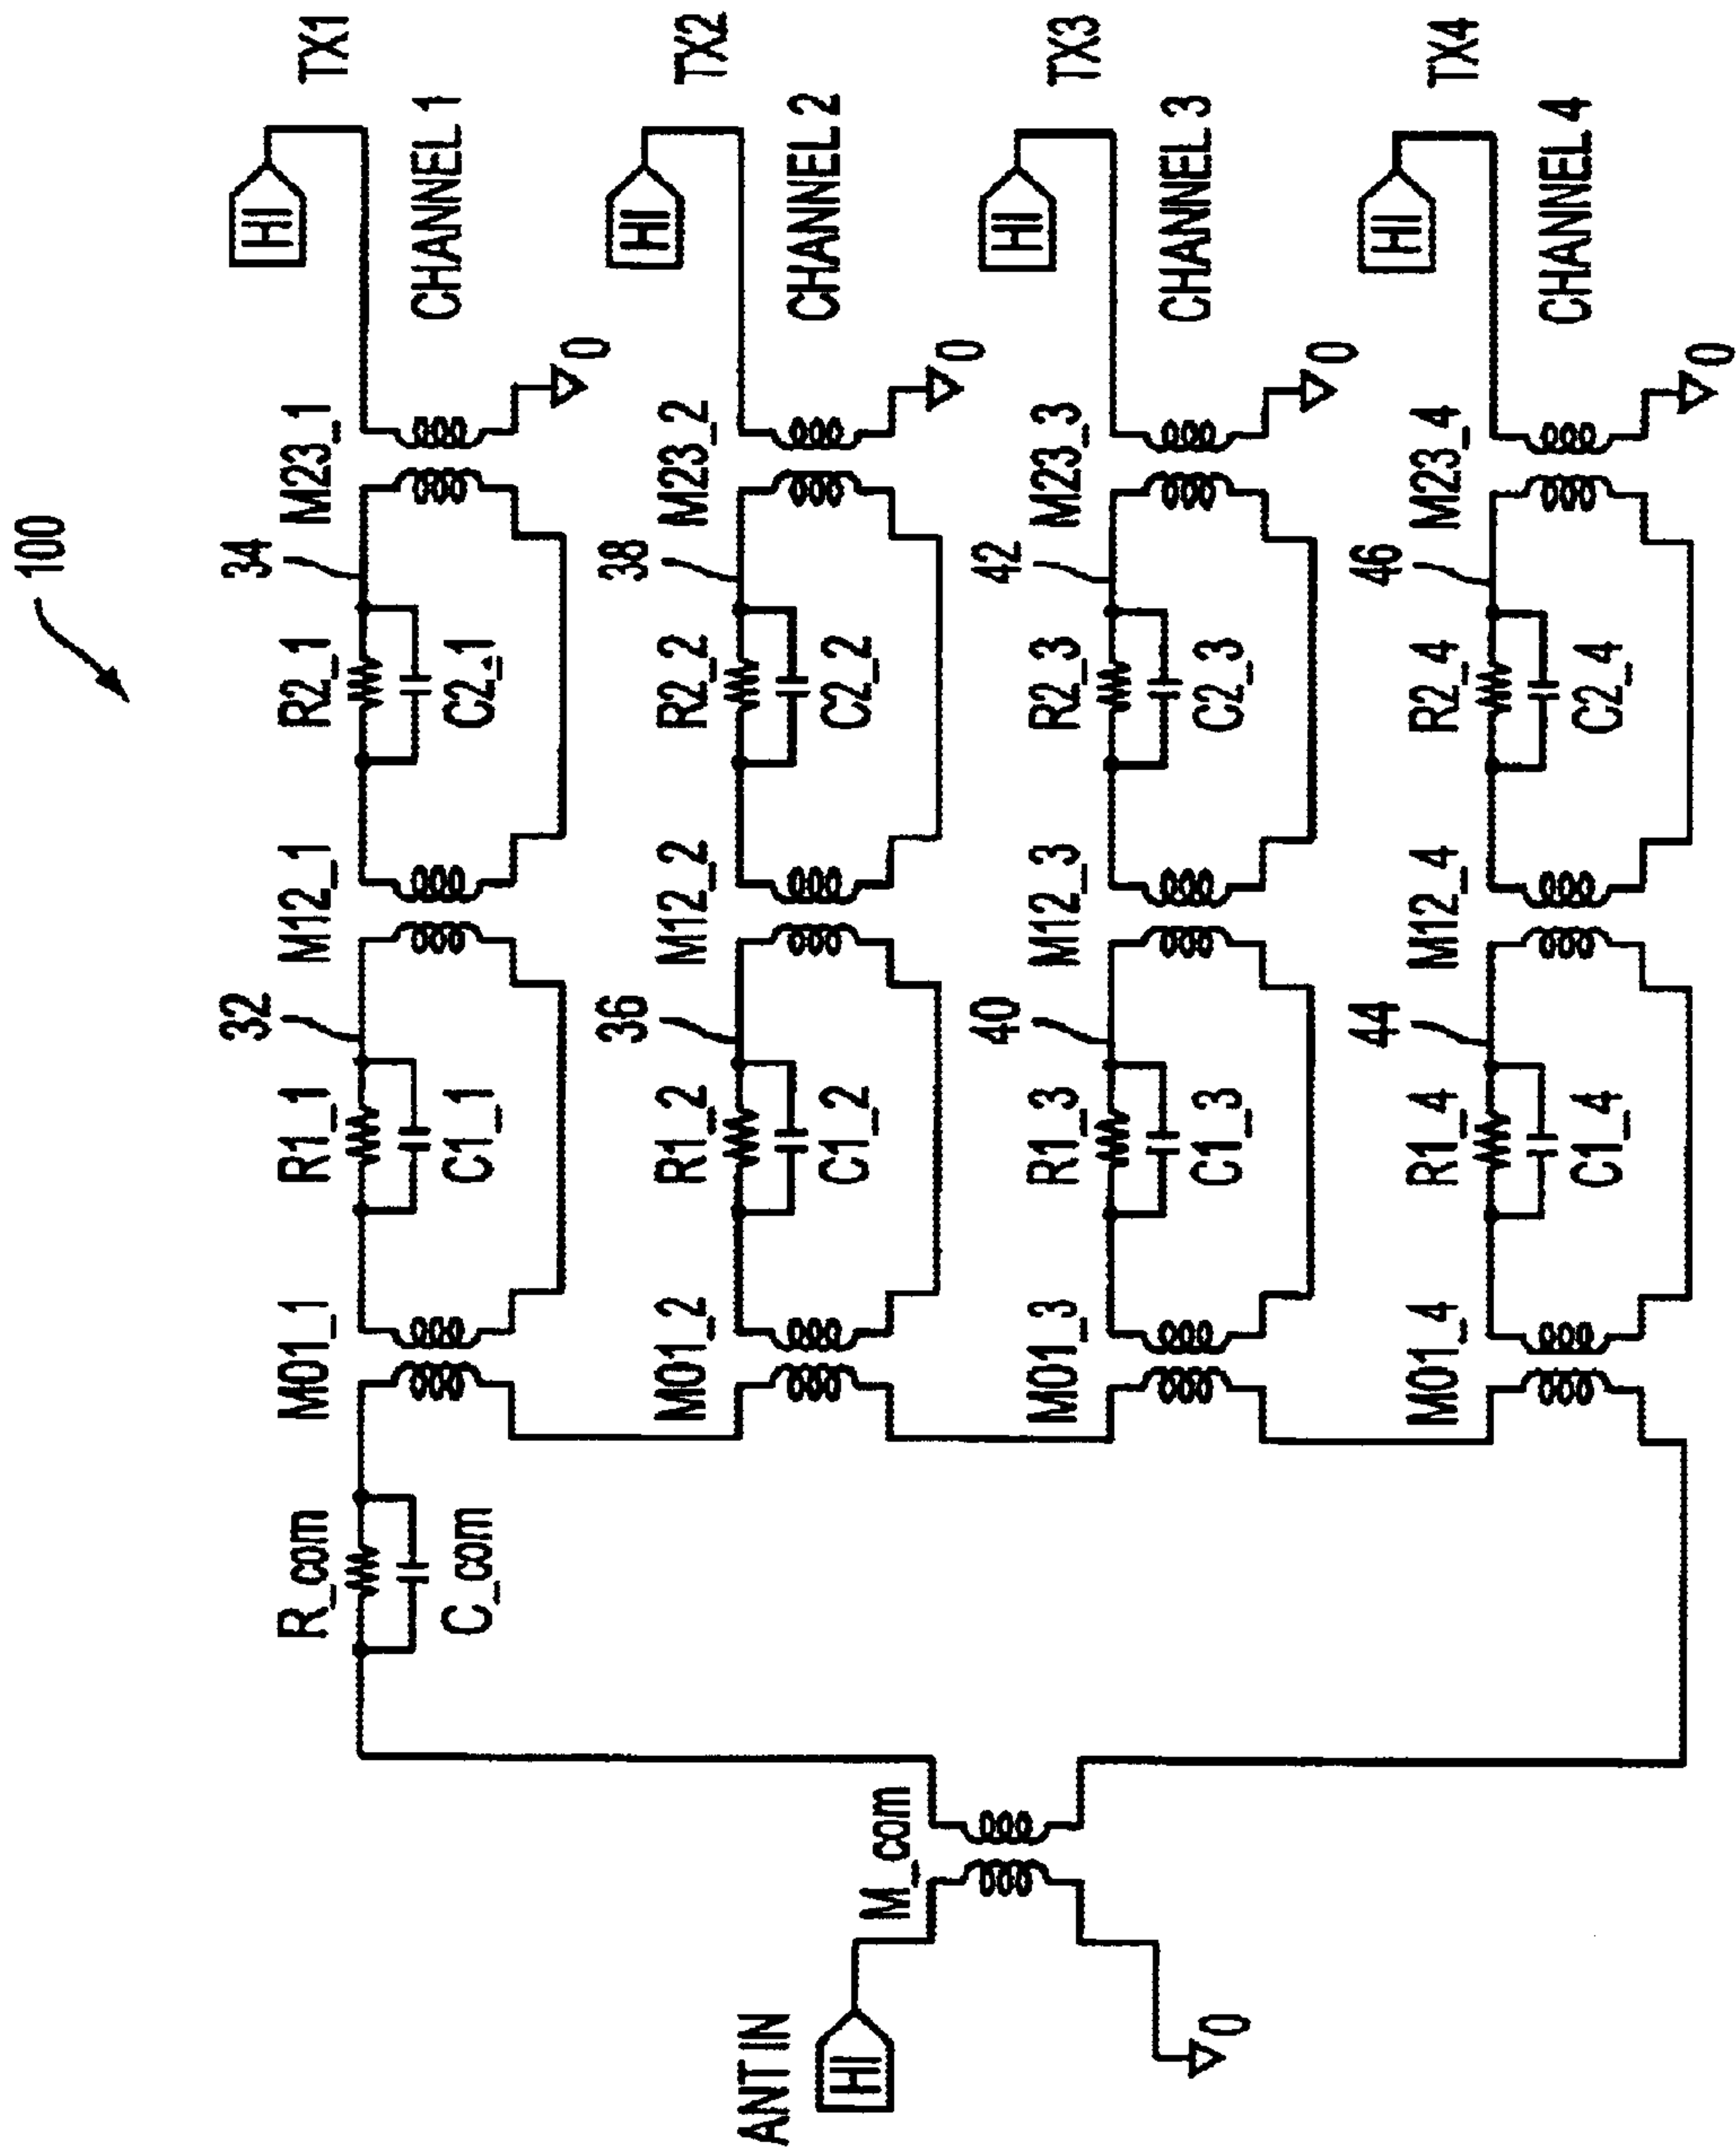 100
ANT IN
HI
0
M_com
R_com
C_com
M01_1
R1_1
C1_1
32
M12_1
R2_1
C2_1
34
M23_1
0
HI
TX1
CHANNEL 1
M01_2
R1_2
C1_2
36
M12_2
R2_2
C2_2
38
M23_2
0
HI
TX2
CHANNEL 2
M01_3
R1_3
C1_3
40
M12_3
R2_3
C2_3
42
M23_3
0
HI
TX3
CHANNEL 3
M01_4
R1_4
C1_4
44
M12_4
R2_4
C2_4
46
M23_4
0
HI
TX4
CHANNEL 4